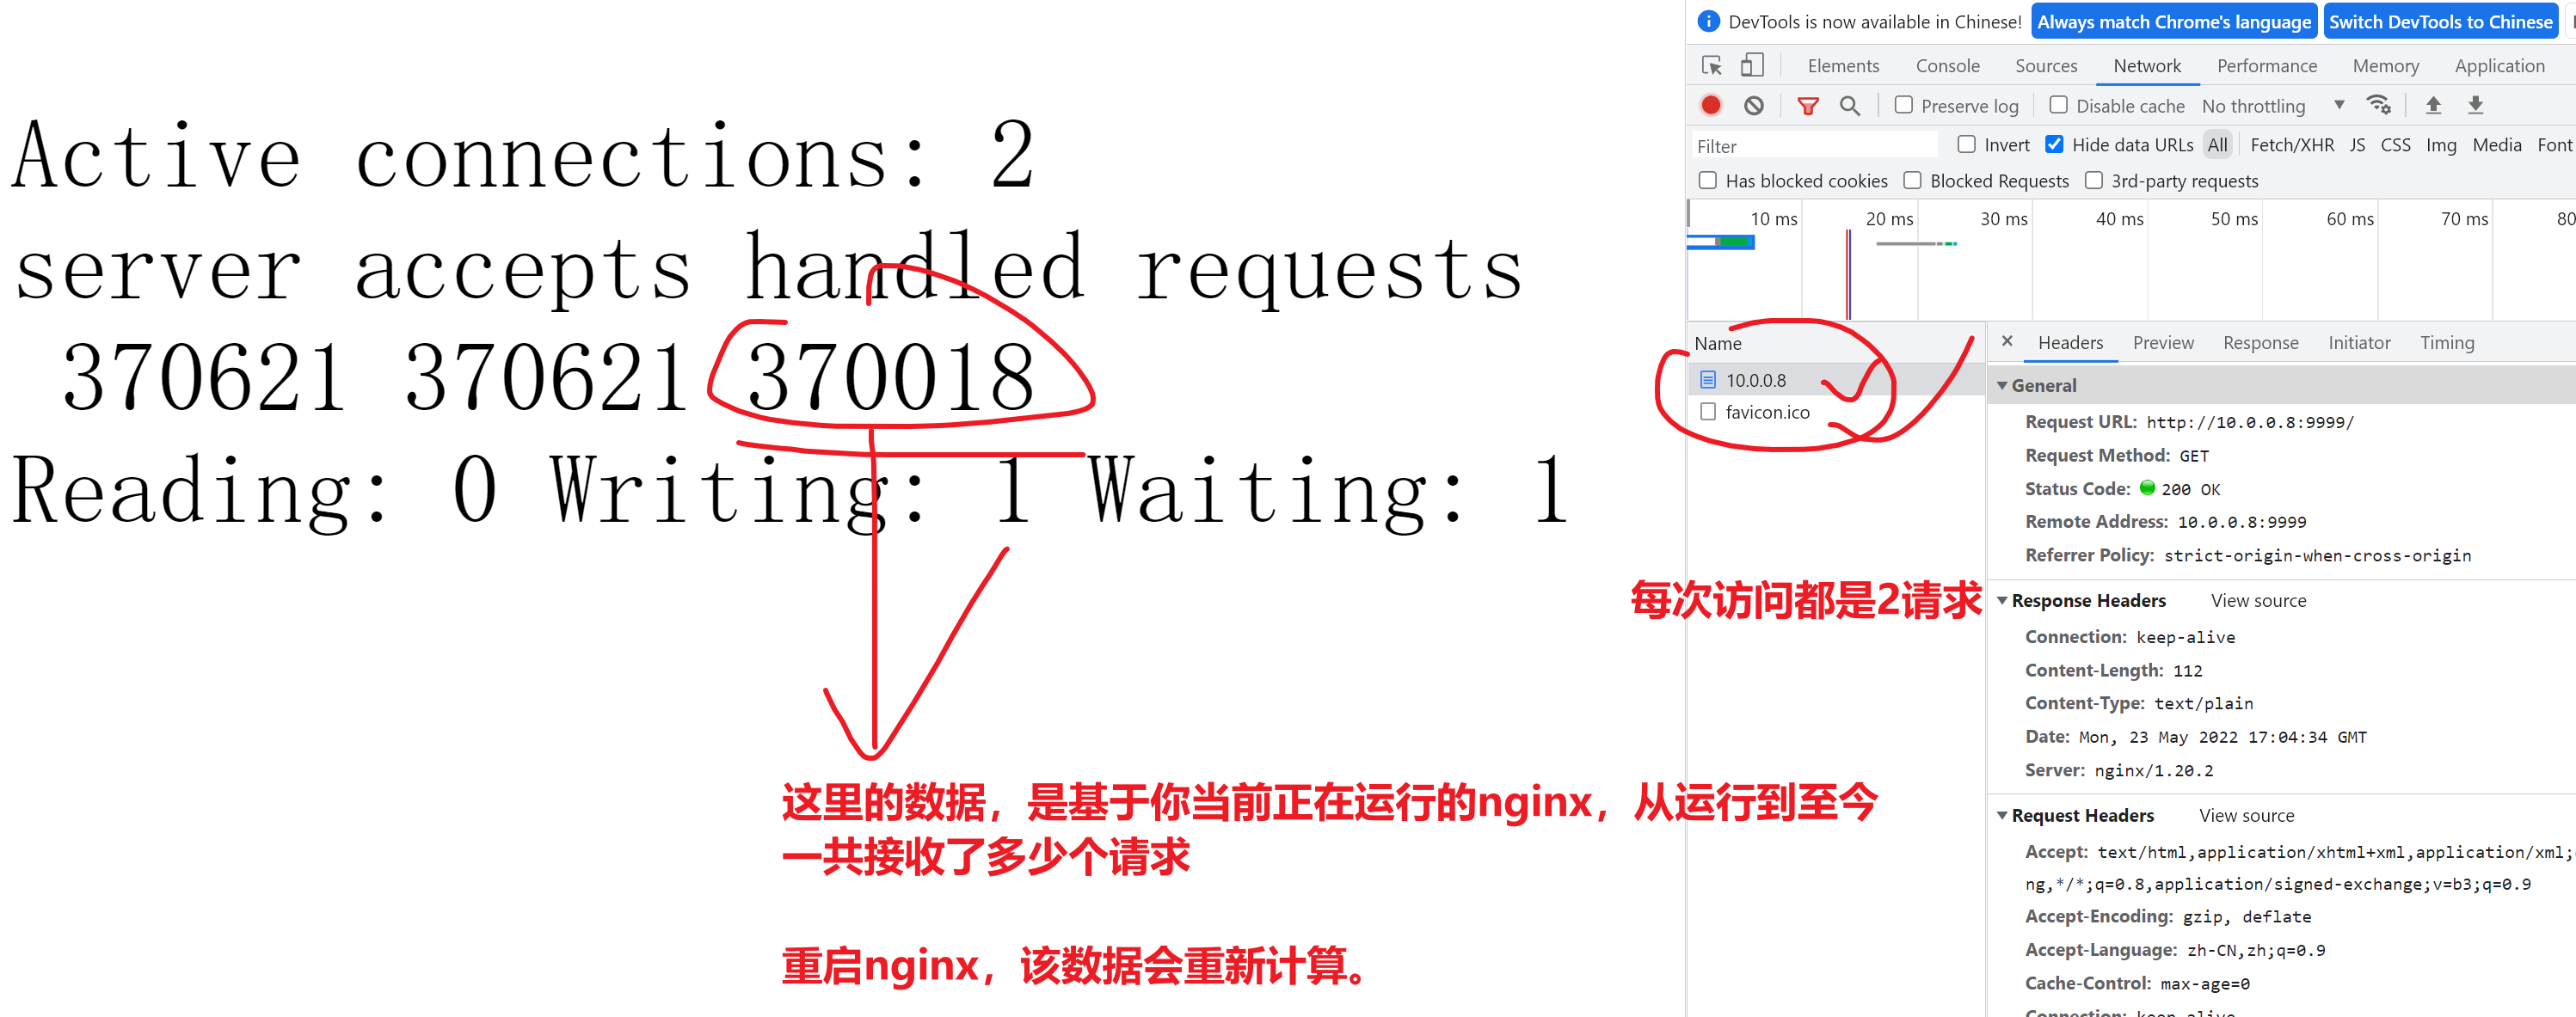 Active connections: 2
server accepts handled requests
370621 370621 370018
Reading: 0 Writing: 1 Waiting: 1
这里的数据，是基于你当前正在运行的nginx，从运行到至今
一共接收了多少个请求
重启nginx，该数据会重新计算。
每次访问都是2请求
DevTools is now available in Chinese! Always match Chrome's language Switch DevTools to Chinese
Elements Console Sources Network Performance Memory Application
Preserve log Disable cache No throttling
Filter Invert Hide data URLs All Fetch/XHR JS CSS Img Media Font
Has blocked cookies Blocked Requests 3rd-party requests
10 ms 20 ms 30 ms 40 ms 50 ms 60 ms 70 ms 80
Name
10.0.0.8
favicon.ico
× Headers Preview Response Initiator Timing
General
Request URL: http://10.0.0.8:9999/
Request Method: GET
Status Code: 200 OK
Remote Address: 10.0.0.8:9999
Referrer Policy: strict-origin-when-cross-origin
Response Headers View source
Connection: keep-alive
Content-Length: 112
Content-Type: text/plain
Date: Mon, 23 May 2022 17:04:34 GMT
Server: nginx/1.20.2
Request Headers View source
Accept: text/html,application/xhtml+xml,application/xml;
ng,*/*;q=0.8,application/signed-exchange;v=b3;q=0.9
Accept-Encoding: gzip, deflate
Accept-Language: zh-CN,zh;q=0.9
Cache-Control: max-age=0
Connection: keep-alive